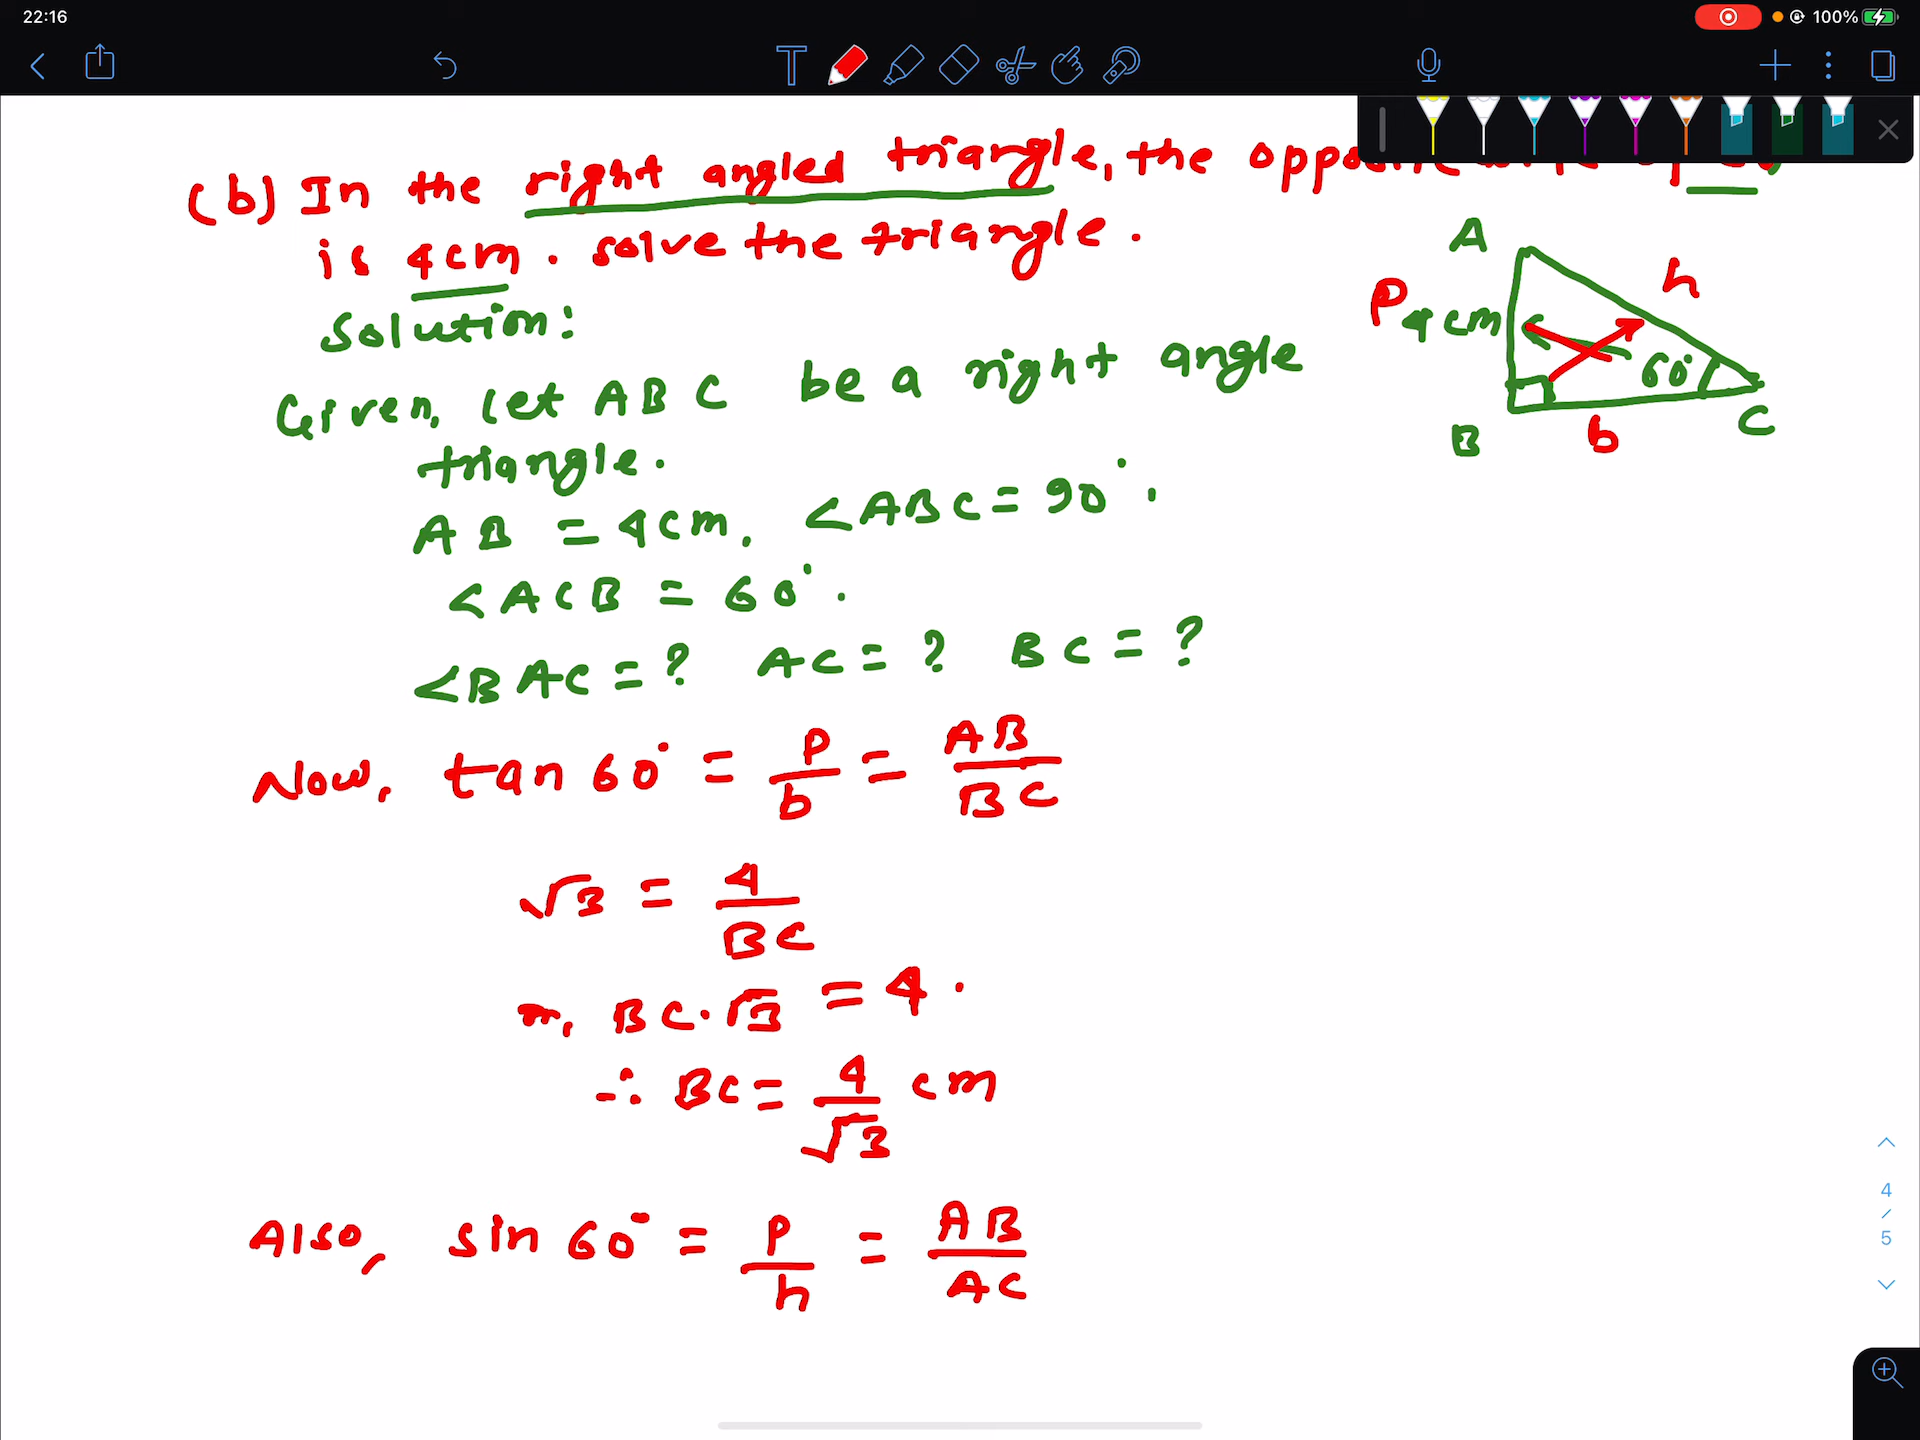 22:16
100%
(b) In the right angled triangle, the
is 4cm. solve the triangle.
Solution:
Given, let ABC be a right angle
triangle.
AB = 4cm, <ABC = 90°.
<ACB = 60°.
<BAC = ? AC = ? BC = ?
Now, tan 60° = p/b = AB/BC
√3 = 4/BC
or, BC·√3 = 4.
∴ BC = 4/√3 cm
Also, sin 60° = p/h = AB/AC
A
h
P
4cm
60°
B
b
C
4
/
5